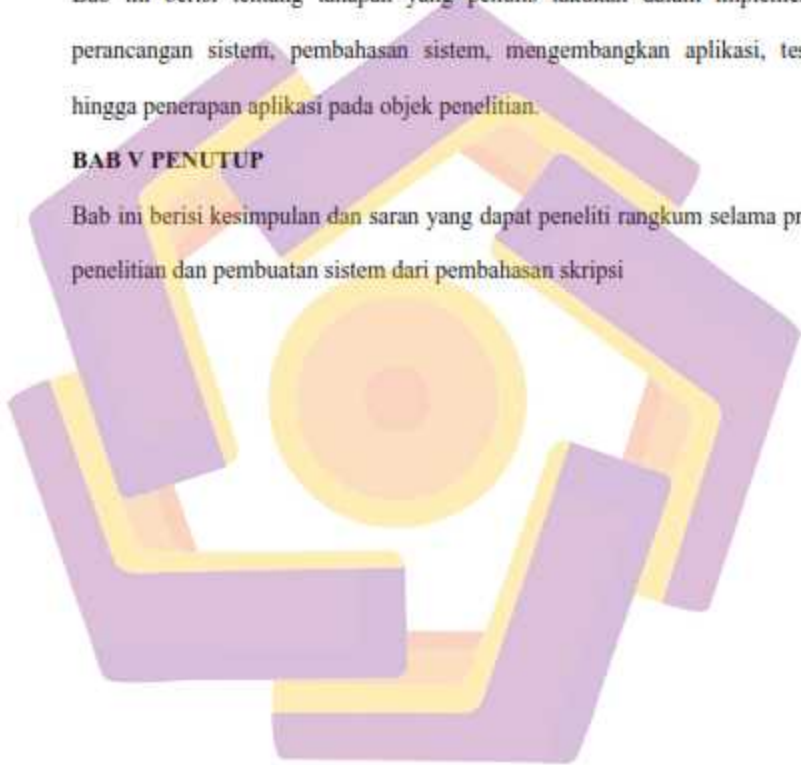 perancangan sistem, pembahasan sistem, mengembangkan aplikasi,
hingga penerapan aplikasi pada objek penelitian.
BAB V PENUTUP
Bab ini berisi kesimpulan dan saran yang dapat peneliti rangkum selama
penelitian dan pembuatan sistem dari pembahasan skripsi